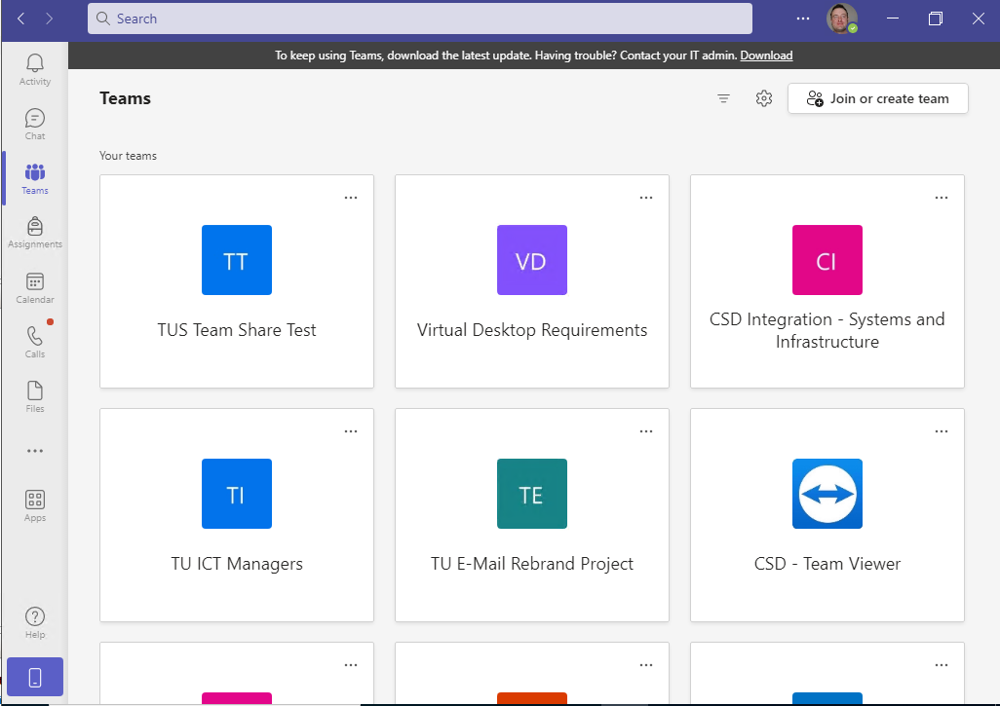 Search
To keep using Teams, download the latest update. Having trouble? Contact your IT admin. Download
Activity
Chat
Teams
Assignments
Calendar
Calls
Files
Apps
Help
Teams
Join or create team
Your teams
TT
TUS Team Share Test
VD
Virtual Desktop Requirements
CI
CSD Integration - Systems and
Infrastructure
TI
TU ICT Managers
TE
TU E-Mail Rebrand Project
CSD - Team Viewer